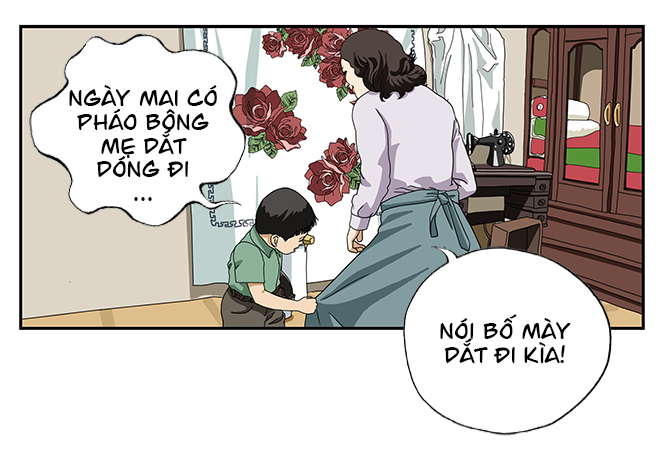 NGÀY MAI CÓ
PHÁO BÔNG
MẸ DẮT
DÓNG ĐI
...
NÓI BỐ MÀY
DẮT ĐI KÌA!